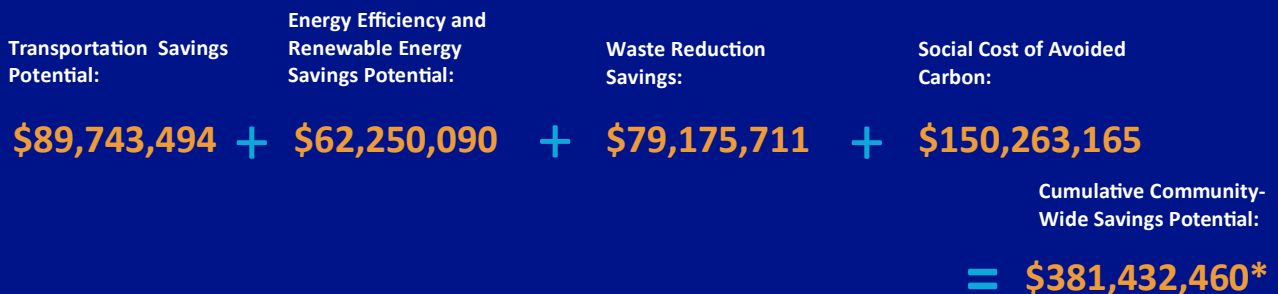 Transportation Savings
Potential:
$89,743,494
+
Energy Efficiency and
Renewable Energy
Savings Potential:
$62,250,090
+
Waste Reduction
Savings:
$79,175,711
+
Social Cost of Avoided
Carbon:
$150,263,165
Cumulative Community-
Wide Savings Potential:
= $381,432,460*